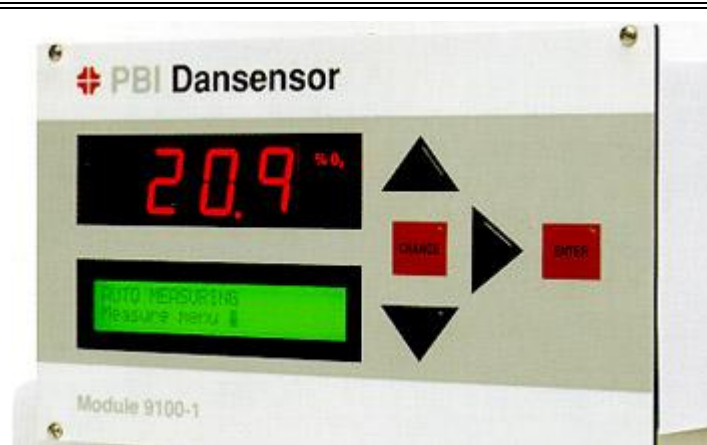 PBI Dansensor
20.9 % O₂
CHANGE
ENTER
AUTO MEASURING
Measure menu
Module 9100-1